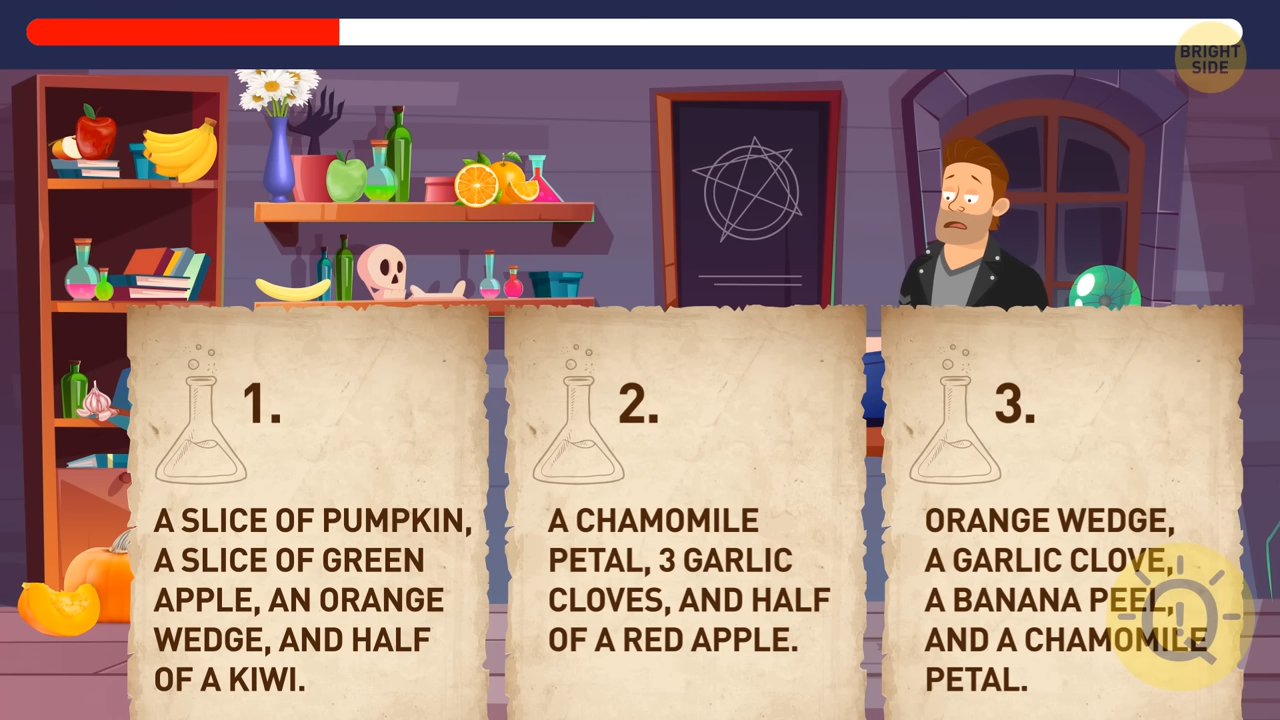 BRIGHT
SIDE
1.
A SLICE OF PUMPKIN,
A SLICE OF GREEN
APPLE, AN ORANGE
WEDGE, AND HALF
OF A KIWI.
2.
A CHAMOMILE
PETAL, 3 GARLIC
CLOVES, AND HALF
OF A RED APPLE.
3.
ORANGE WEDGE,
A GARLIC CLOVE,
A BANANA PEEL,
AND A CHAMOMILE
PETAL.